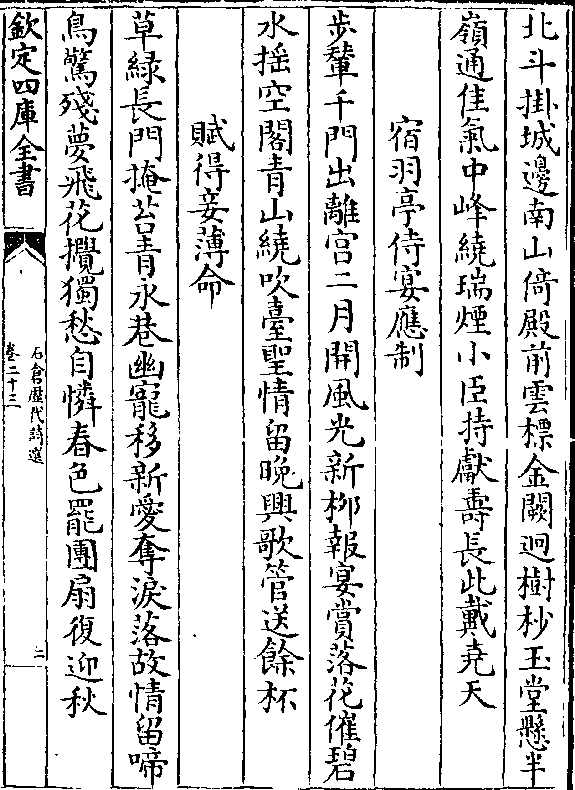 北斗掛城邊南山倚殿前雲標金闕迥樹杪玉堂懸半
嶺通佳氣中峰繞瑞煙小臣持獻壽長此戴堯天
宿羽亭侍宴應制
步輦千門出離宮二月開風光新柳報宴賞落花催碧
水揺空閣青山繞吹臺聖情留晚興歌管送餘杯
賦得妾薄命
草緑長門掩苔青永巷幽寵移新愛奪淚落故情留啼
鳥驚殘夢飛花攪獨愁自憐春色罷團扇復迎秋
欽定四庫全書
石倉歴代詩選
卷二十三
二